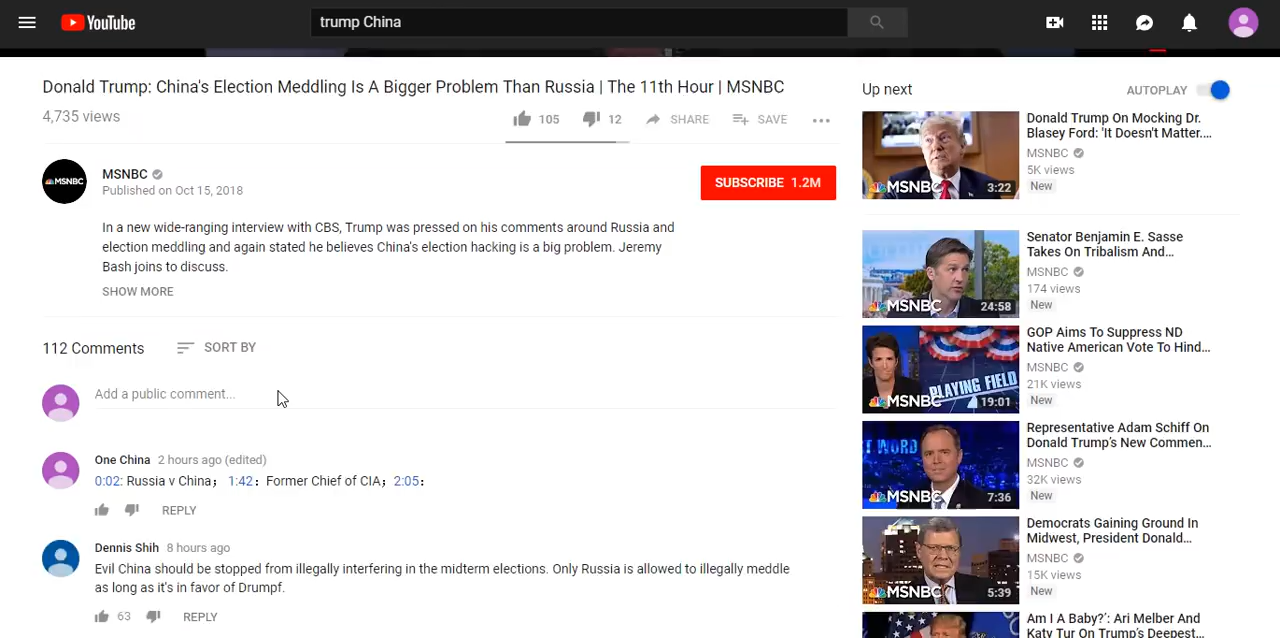 YouTube
trump China
Donald Trump: China's Election Meddling Is A Bigger Problem Than Russia | The 11th Hour | MSNBC
4,735 views
105
12
SHARE
SAVE
MSNBC
MSNBC
Published on Oct 15, 2018
SUBSCRIBE 1.2M
In a new wide-ranging interview with CBS, Trump was pressed on his comments around Russia and
election meddling and again stated he believes China's election hacking is a big problem. Jeremy
Bash joins to discuss.
SHOW MORE
112 Comments
SORT BY
Add a public comment...
One China 2 hours ago (edited)
0:02: Russia v China； 1:42： Former Chief of CIA； 2:05：
REPLY
Dennis Shih 8 hours ago
Evil China should be stopped from illegally interfering in the midterm elections. Only Russia is allowed to illegally meddle
as long as it's in favor of Drumpf.
63
REPLY
Up next
AUTOPLAY
MSNBC
3:22
Donald Trump On Mocking Dr.
Blasey Ford: 'It Doesn't Matter....
MSNBC
5K views
New
MSNBC
24:58
Senator Benjamin E. Sasse
Takes On Tribalism And...
MSNBC
174 views
New
PLAYING FIELD
MSNBC
19:01
GOP Aims To Suppress ND
Native American Vote To Hind...
MSNBC
21K views
New
T WORD
MSNBC
7:36
Representative Adam Schiff On
Donald Trump's New Commen...
MSNBC
32K views
New
MSNBC
5:39
Democrats Gaining Ground In
Midwest, President Donald...
MSNBC
15K views
New
Am I A Baby?': Ari Melber And
Katy Tur On Trump's Deepest...